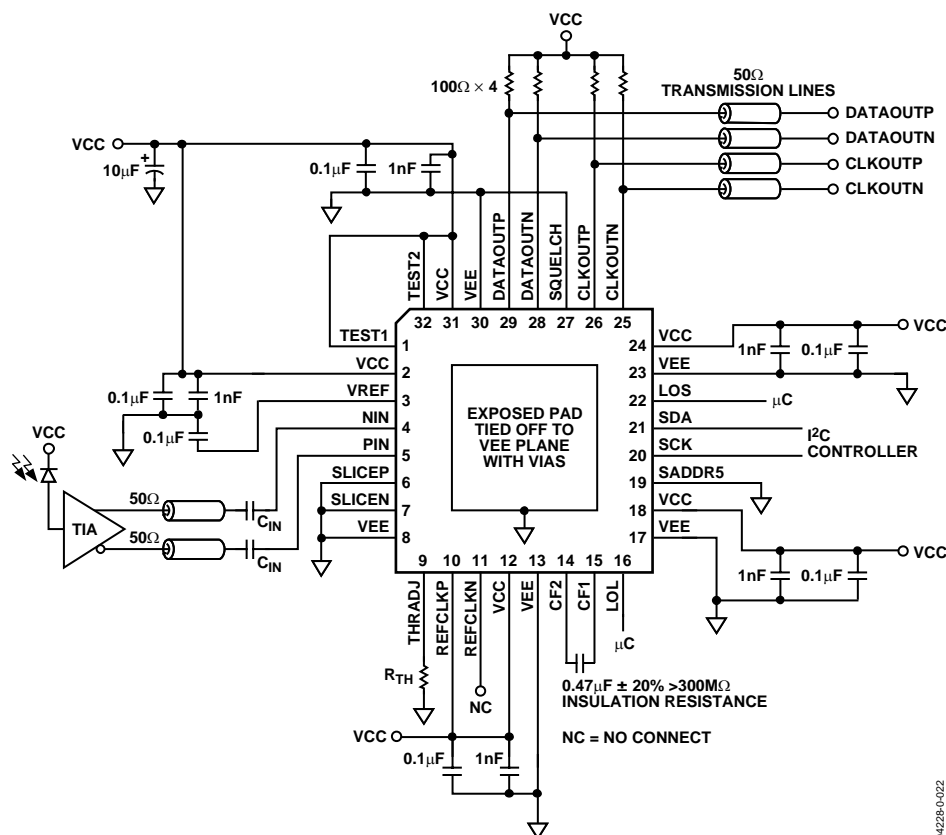 VCC
100Ω × 4
50Ω
TRANSMISSION LINES
DATAOUTP
DATAOUTN
CLKOUTP
CLKOUTN
VCC
10μF
+
0.1μF
1nF
TEST2
VCC
VEE
DATAOUTP
DATAOUTN
SQUELCH
CLKOUTP
CLKOUTN
32
31
30
29
28
27
26
25
TEST1
1
VCC
2
VREF
3
NIN
4
PIN
5
SLICEP
6
SLICEN
7
VEE
8
0.1μF
1nF
0.1μF
VCC
50Ω
CIN
TIA
50Ω
CIN
EXPOSED PAD
TIED OFF TO
VEE PLANE
WITH VIAS
24
VCC
23
VEE
22
LOS
21
SDA
20
SCK
19
SADDR5
18
VCC
17
VEE
VCC
1nF
0.1μF
μC
I2C
CONTROLLER
VCC
1nF
0.1μF
9
10
11
12
13
14
15
16
THRADJ
REFCLKP
REFCLKN
VCC
VEE
CF2
CF1
LOL
μC
RTH
NC
0.47μF ± 20% >300MΩ
INSULATION RESISTANCE
VCC
0.1μF
1nF
NC = NO CONNECT
4228-0-022